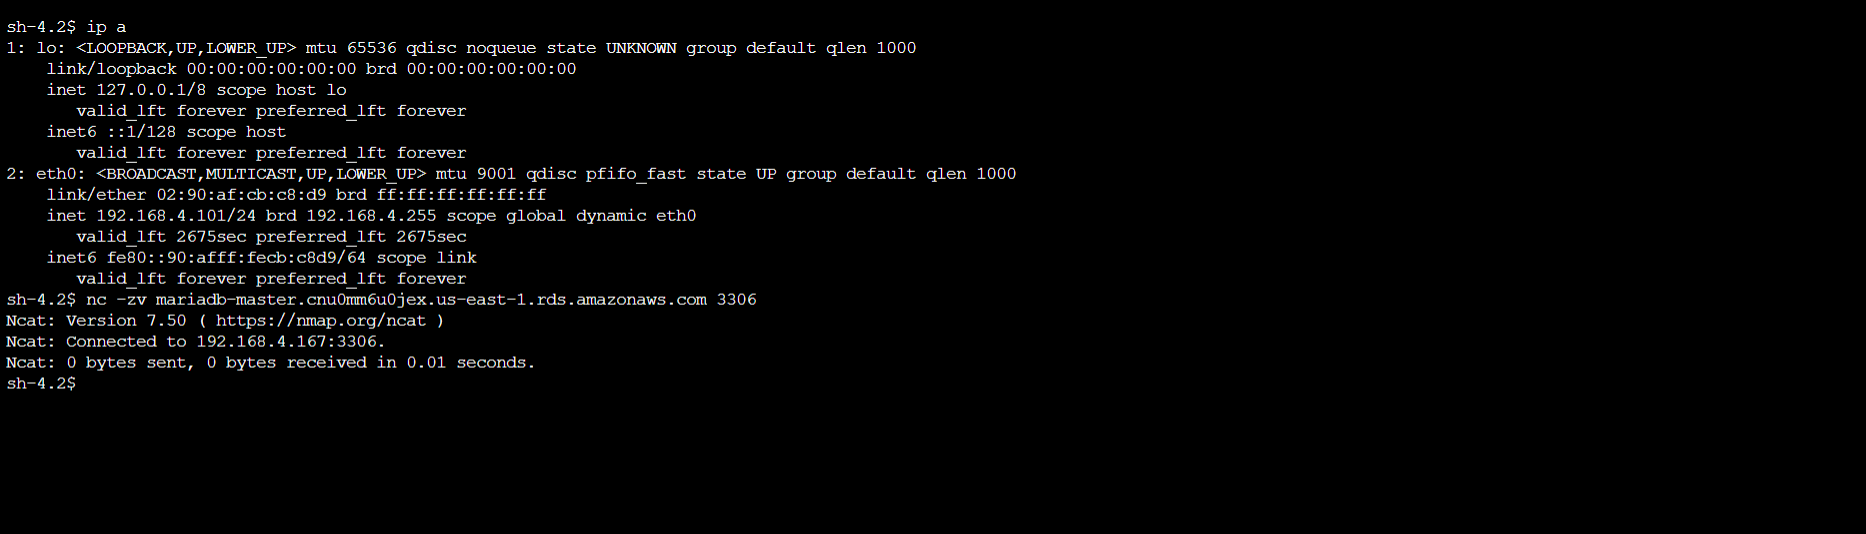 sh-4.2$ ip a
1: lo: <LOOPBACK,UP,LOWER_UP> mtu 65536 qdisc noqueue state UNKNOWN group default qlen 1000
    link/loopback 00:00:00:00:00:00 brd 00:00:00:00:00:00
    inet 127.0.0.1/8 scope host lo
       valid_lft forever preferred_lft forever
    inet6 ::1/128 scope host
       valid_lft forever preferred_lft forever
2: eth0: <BROADCAST,MULTICAST,UP,LOWER_UP> mtu 9001 qdisc pfifo_fast state UP group default qlen 1000
    link/ether 02:90:af:cb:c8:d9 brd ff:ff:ff:ff:ff:ff
    inet 192.168.4.101/24 brd 192.168.4.255 scope global dynamic eth0
       valid_lft 2675sec preferred_lft 2675sec
    inet6 fe80::90:afff:fecb:c8d9/64 scope link
       valid_lft forever preferred_lft forever
sh-4.2$ nc -zv mariadb-master.cnu0mm6u0jex.us-east-1.rds.amazonaws.com 3306
Ncat: Version 7.50 ( https://nmap.org/ncat )
Ncat: Connected to 192.168.4.167:3306.
Ncat: 0 bytes sent, 0 bytes received in 0.01 seconds.
sh-4.2$